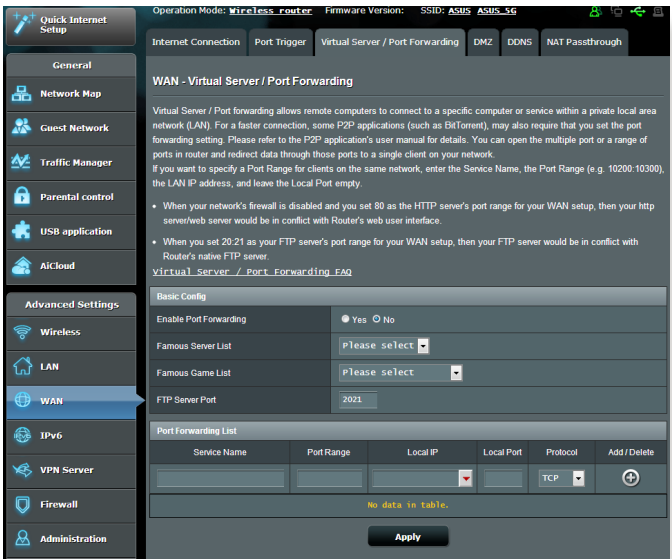 Quick Internet
Setup
General
Network Map
Guest Network
Traffic Manager
Parental control
USB application
AiCloud
Advanced Settings
Wireless
LAN
WAN
IPv6
VPN Server
Firewall
Administration
Operation Mode: Wireless router Firmware Version: SSID: ASUS ASUS_5G
Internet Connection Port Trigger Virtual Server / Port Forwarding DMZ DDNS NAT Passthrough
WAN - Virtual Server / Port Forwarding
Virtual Server / Port forwarding allows remote computers to connect to a specific computer or service within a private local area
network (LAN). For a faster connection, some P2P applications (such as BitTorrent), may also require that you set the port
forwarding setting. Please refer to the P2P application's user manual for details. You can open the multiple port or a range of
ports in router and redirect data through those ports to a single client on your network.
If you want to specify a Port Range for clients on the same network, enter the Service Name, the Port Range (e.g. 10200:10300),
the LAN IP address, and leave the Local Port empty.
• When your network's firewall is disabled and you set 80 as the HTTP server's port range for your WAN setup, then your http
server/web server would be in conflict with Router's web user interface.
• When you set 20:21 as your FTP server's port range for your WAN setup, then your FTP server would be in conflict with
Router's native FTP server.
Virtual Server / Port Forwarding FAQ
Basic Config
Enable Port Forwarding Yes No
Famous Server List Please select
Famous Game List Please select
FTP Server Port 2021
Port Forwarding List
Service Name Port Range Local IP Local Port Protocol Add / Delete
TCP
No data in table.
Apply